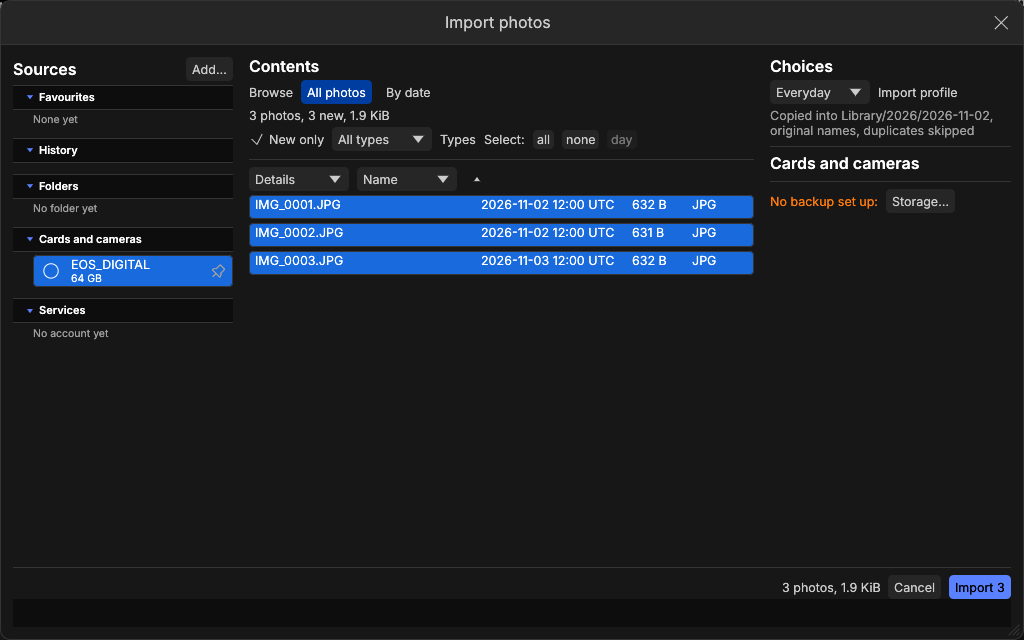 Import photos
Sources
Add...
Favourites
None yet
History
Folders
No folder yet
Cards and cameras
EOS_DIGITAL
64 GB
Services
No account yet
Contents
Browse All photos By date
3 photos, 3 new, 1.9 KiB
New only All types Types Select: all none day
Details Name
IMG_0001.JPG 2026-11-02 12:00 UTC 632 B JPG
IMG_0002.JPG 2026-11-02 12:00 UTC 631 B JPG
IMG_0003.JPG 2026-11-03 12:00 UTC 632 B JPG
Choices
Everyday Import profile
Copied into Library/2026/2026-11-02,
original names, duplicates skipped
Cards and cameras
No backup set up: Storage...
3 photos, 1.9 KiB Cancel Import 3